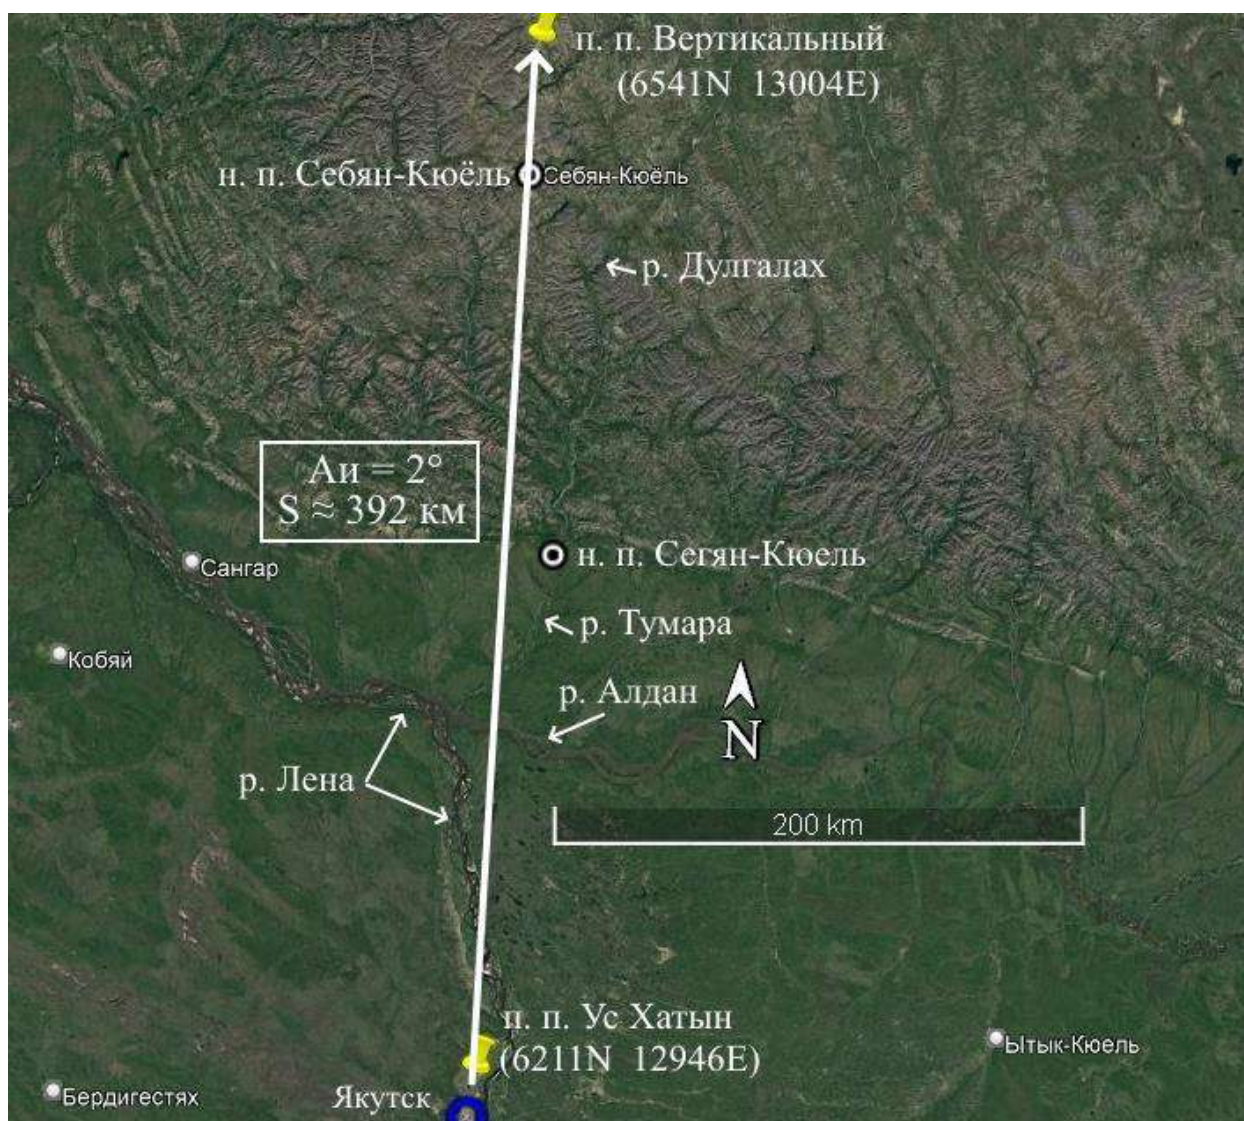 п. п. Вертикальный
(6541N 13004E)
н. п. Себян-Кюёль
Себян-Кюёль
р. Дулгалах
Аи = 2°
S ≈ 392 км
н. п. Сегян-Кюель
Сангар
р. Тумара
Кобяй
р. Алдан
N
р. Лена
200 km
п. п. Ус Хатын
(6211N 12946E)
Ытык-Кюель
Бердигестях
Якутск